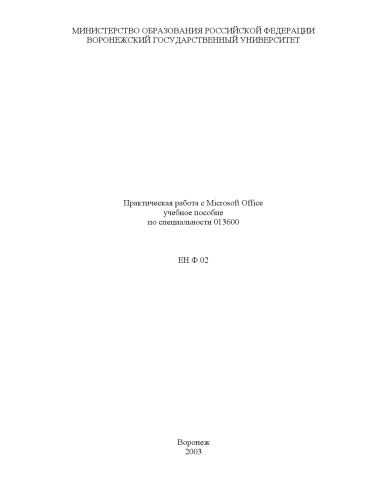 МИНИСТЕРСТВО ОБРАЗОВАНИЯ РОССИЙСКОЙ ФЕДЕРАЦИИ
ВОРОНЕЖСКИЙ ГОСУДАРСТВЕННЫЙ УНИВЕРСИТЕТ
Практическая работа с Microsoft Office
учебное пособие
по специальности 013600
ЕН.Ф.02
Воронеж
2003